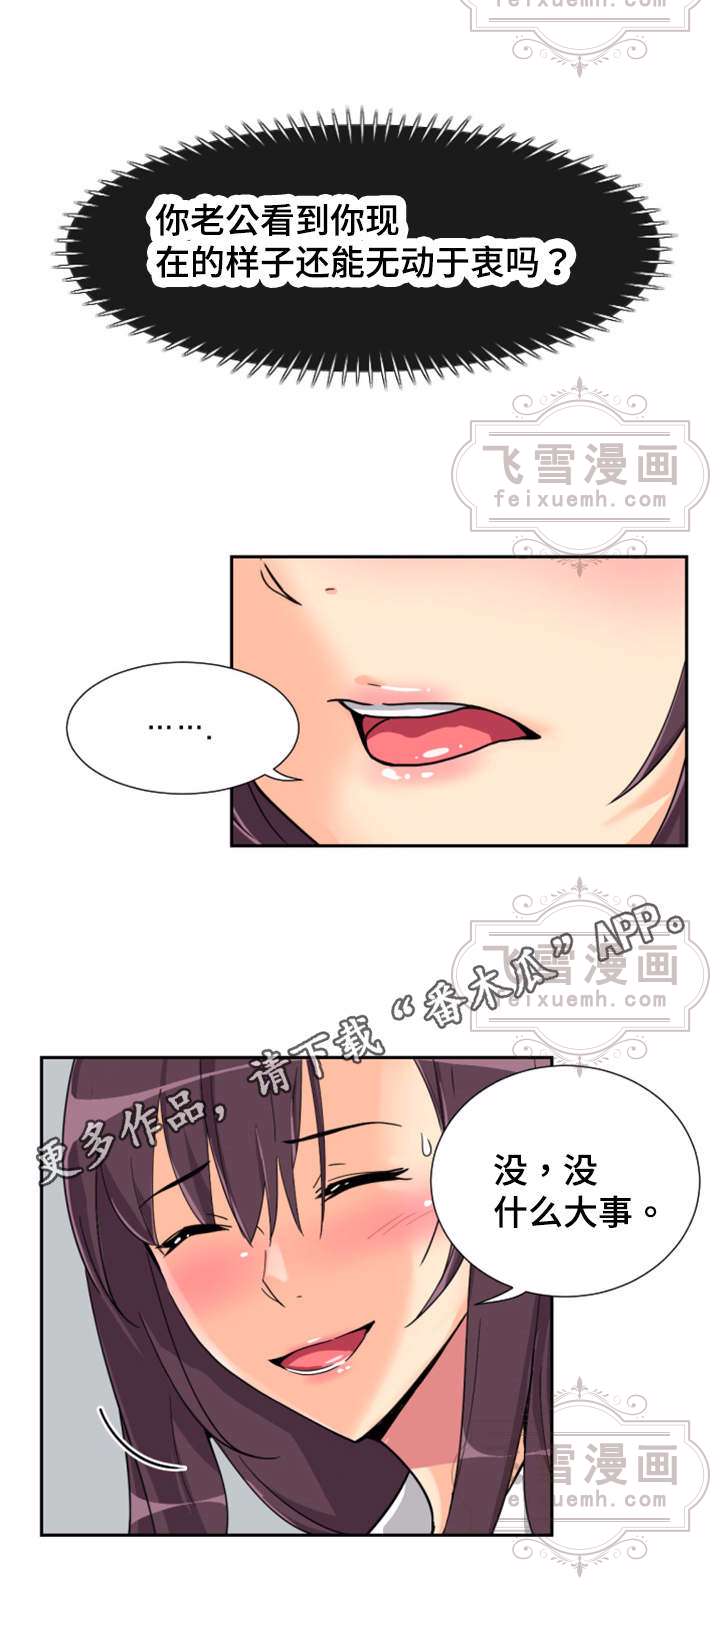 feixuemh.com
你老公看到你现
在的样子还能无动于衷吗？
飞雪漫画
feixuemh.com
…….
更多作品，请下载“番木瓜”APP。
飞雪漫画
feixuemh.com
没，没
什么大事。
飞雪漫画
feixuemh.com